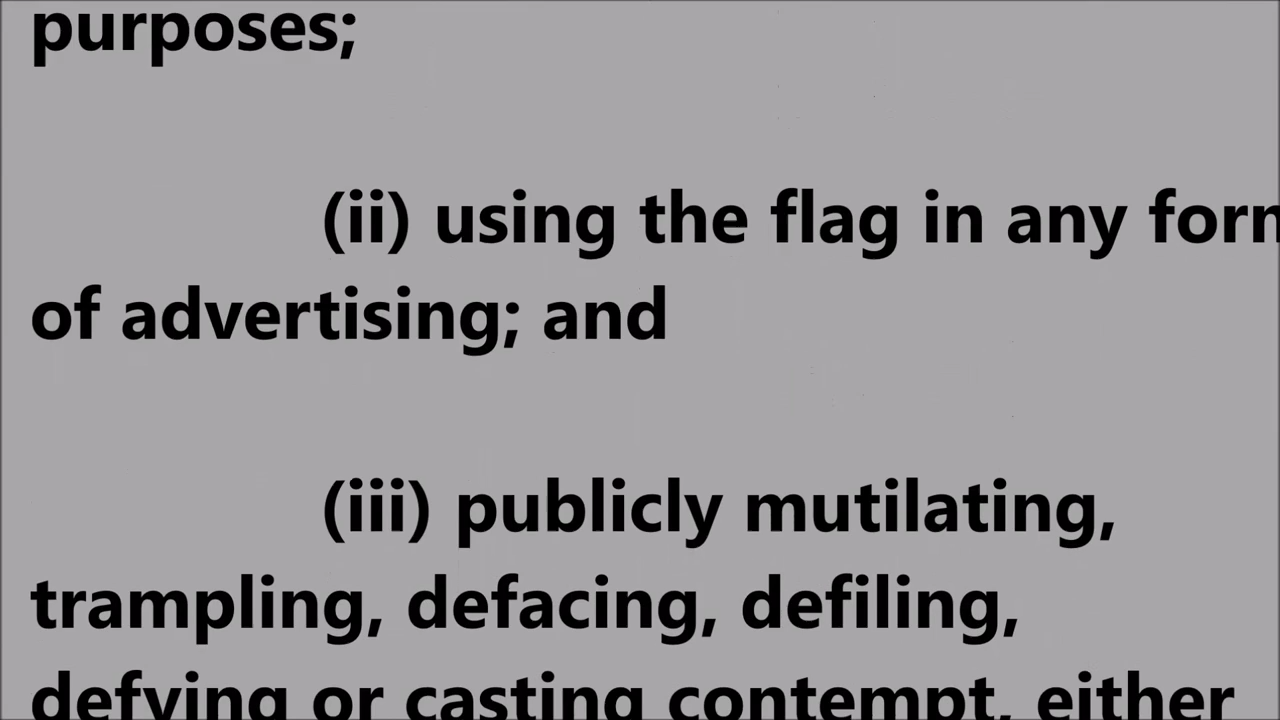 purposes;
(ii) using the flag in any form
of advertising; and
(iii) publicly mutilating,
trampling, defacing, defiling,
defying or casting contempt, either